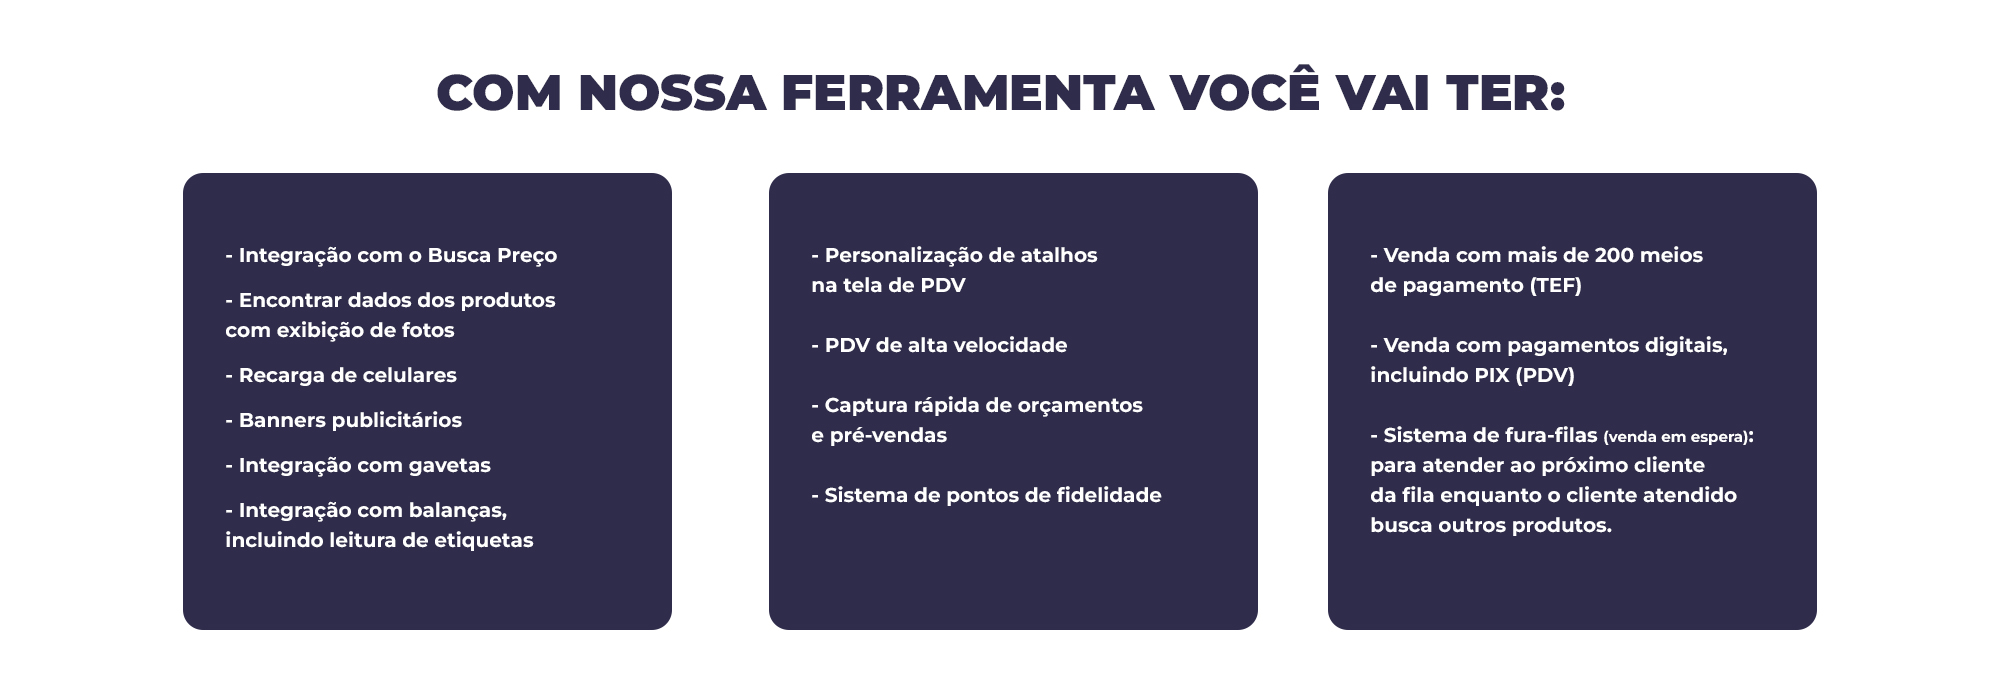 COM NOSSA FERRAMENTA VOCÊ VAI TER:
- Integração com o Busca Preço
- Encontrar dados dos produtos
com exibição de fotos
- Recarga de celulares
- Banners publicitários
- Integração com gavetas
- Integração com balanças,
incluindo leitura de etiquetas
- Personalização de atalhos
na tela de PDV
- PDV de alta velocidade
- Captura rápida de orçamentos
e pré-vendas
- Sistema de pontos de fidelidade
- Venda com mais de 200 meios
de pagamento (TEF)
- Venda com pagamentos digitais,
incluindo PIX (PDV)
- Sistema de fura-filas (venda em espera):
para atender ao próximo cliente
da fila enquanto o cliente atendido
busca outros produtos.